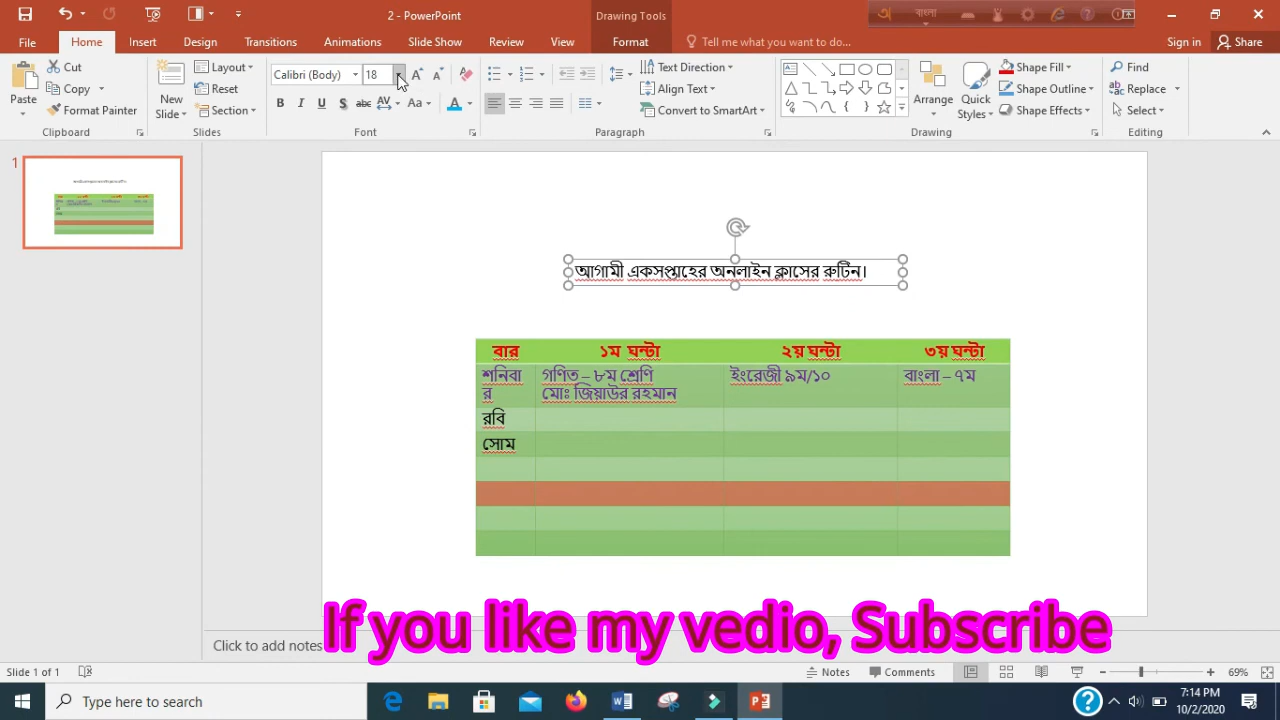 2 - PowerPoint
Drawing Tools
বাংলা
File
Home
Insert
Design
Transitions
Animations
Slide Show
Review
View
Format
Tell me what you want to do...
Sign in
Share
Paste
Cut
Copy
Format Painter
Clipboard
New Slide
Layout
Reset
Section
Slides
Calibri (Body)
18
B I U S abc AV Aa A
Font
Text Direction
Align Text
Convert to SmartArt
Paragraph
Arrange
Quick Styles
Shape Fill
Shape Outline
Shape Effects
Drawing
Find
Replace
Select
Editing
1
আগামী একসপ্তাহের অনলাইন ক্লাসের রুটিন।
বার ১ম ঘন্টা ২য় ঘন্টা ৩য় ঘন্টা
শনিবা গণিত – ৮ম শ্রেণি ইংরেজী ৯ম/১০ বাংলা – ৭ম
র মোঃ জিয়াউর রহমান
রবি
সোম
Click to add notes
If you like my vedio, Subscribe
Slide 1 of 1
Notes
Comments
69%
Type here to search
7:14 PM
10/2/2020